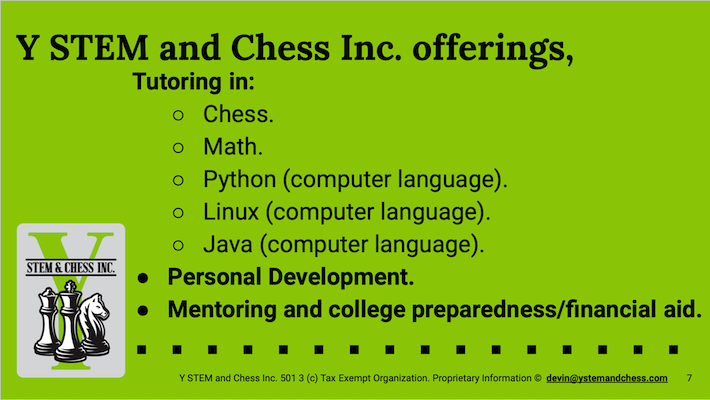 Y STEM and Chess Inc. offerings,
Tutoring in:
○ Chess.
○ Math.
○ Python (computer language).
○ Linux (computer language).
○ Java (computer language).
● Personal Development.
● Mentoring and college preparedness/financial aid.
Y
STEM & CHESS INC.
Y STEM and Chess Inc. 501 3 (c) Tax Exempt Organization. Proprietary Information © devin@ystemandchess.com 7